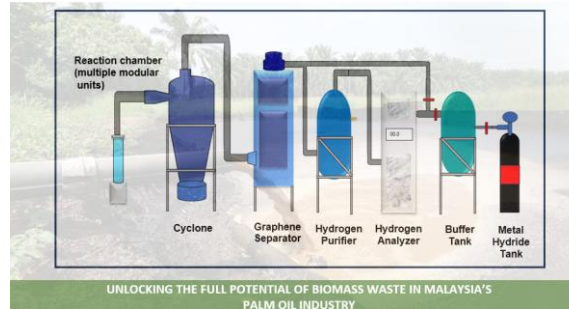 Reaction chamber
(multiple modular
units)
Cyclone
Graphene
Separator
Hydrogen
Purifier
Hydrogen
Analyzer
Buffer
Tank
Metal
Hydride
Tank
UNLOCKING THE FULL POTENTIAL OF BIOMASS WASTE IN MALAYSIA'S
PALM OIL INDUSTRY